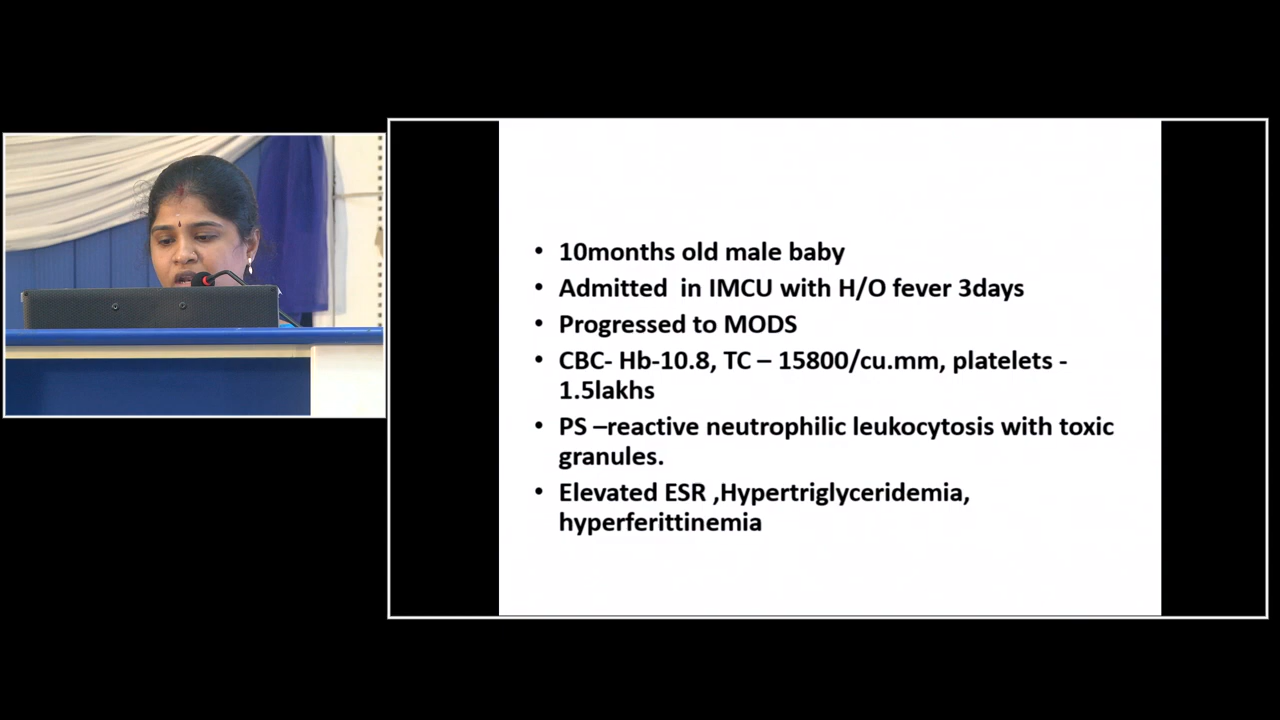 • 10months old male baby
• Admitted  in IMCU with H/O fever 3days
• Progressed to MODS
• CBC- Hb-10.8, TC – 15800/cu.mm, platelets -
1.5lakhs
• PS –reactive neutrophilic leukocytosis with toxic
granules.
• Elevated ESR ,Hypertriglyceridemia,
hyperferittinemia